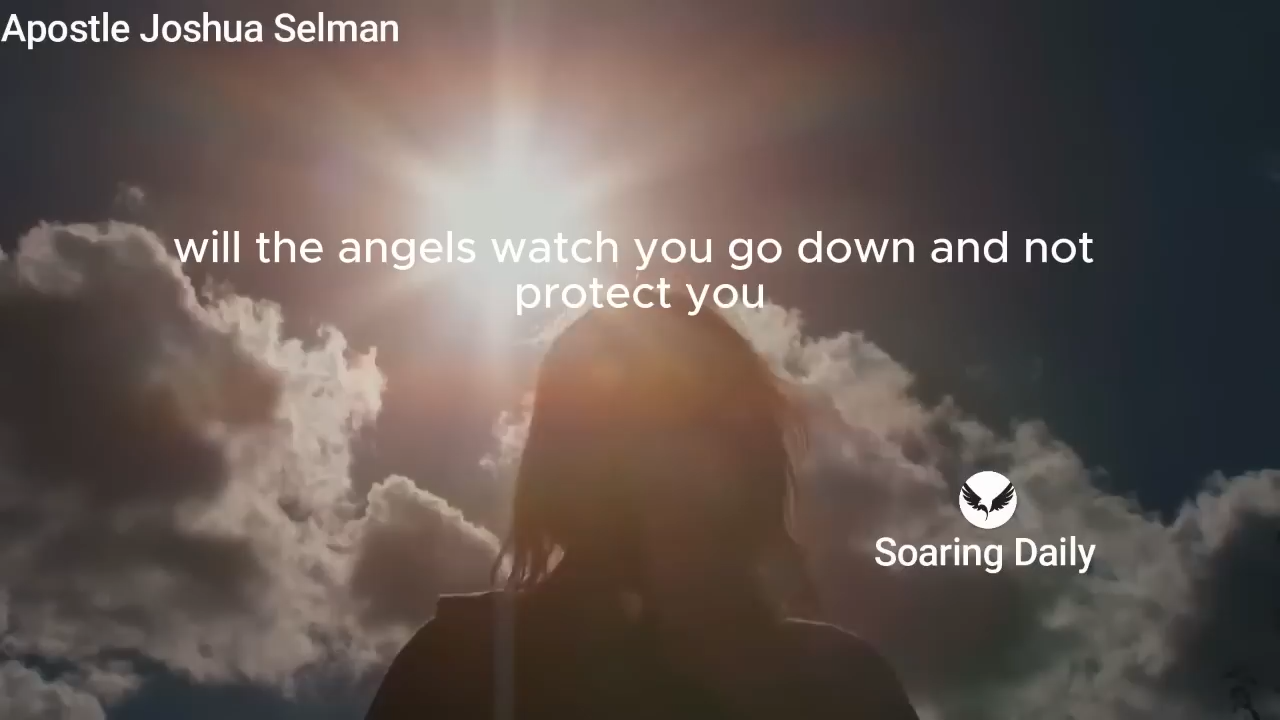 Apostle Joshua Selman
will the angels watch you go down and not
protect you
Soaring Daily